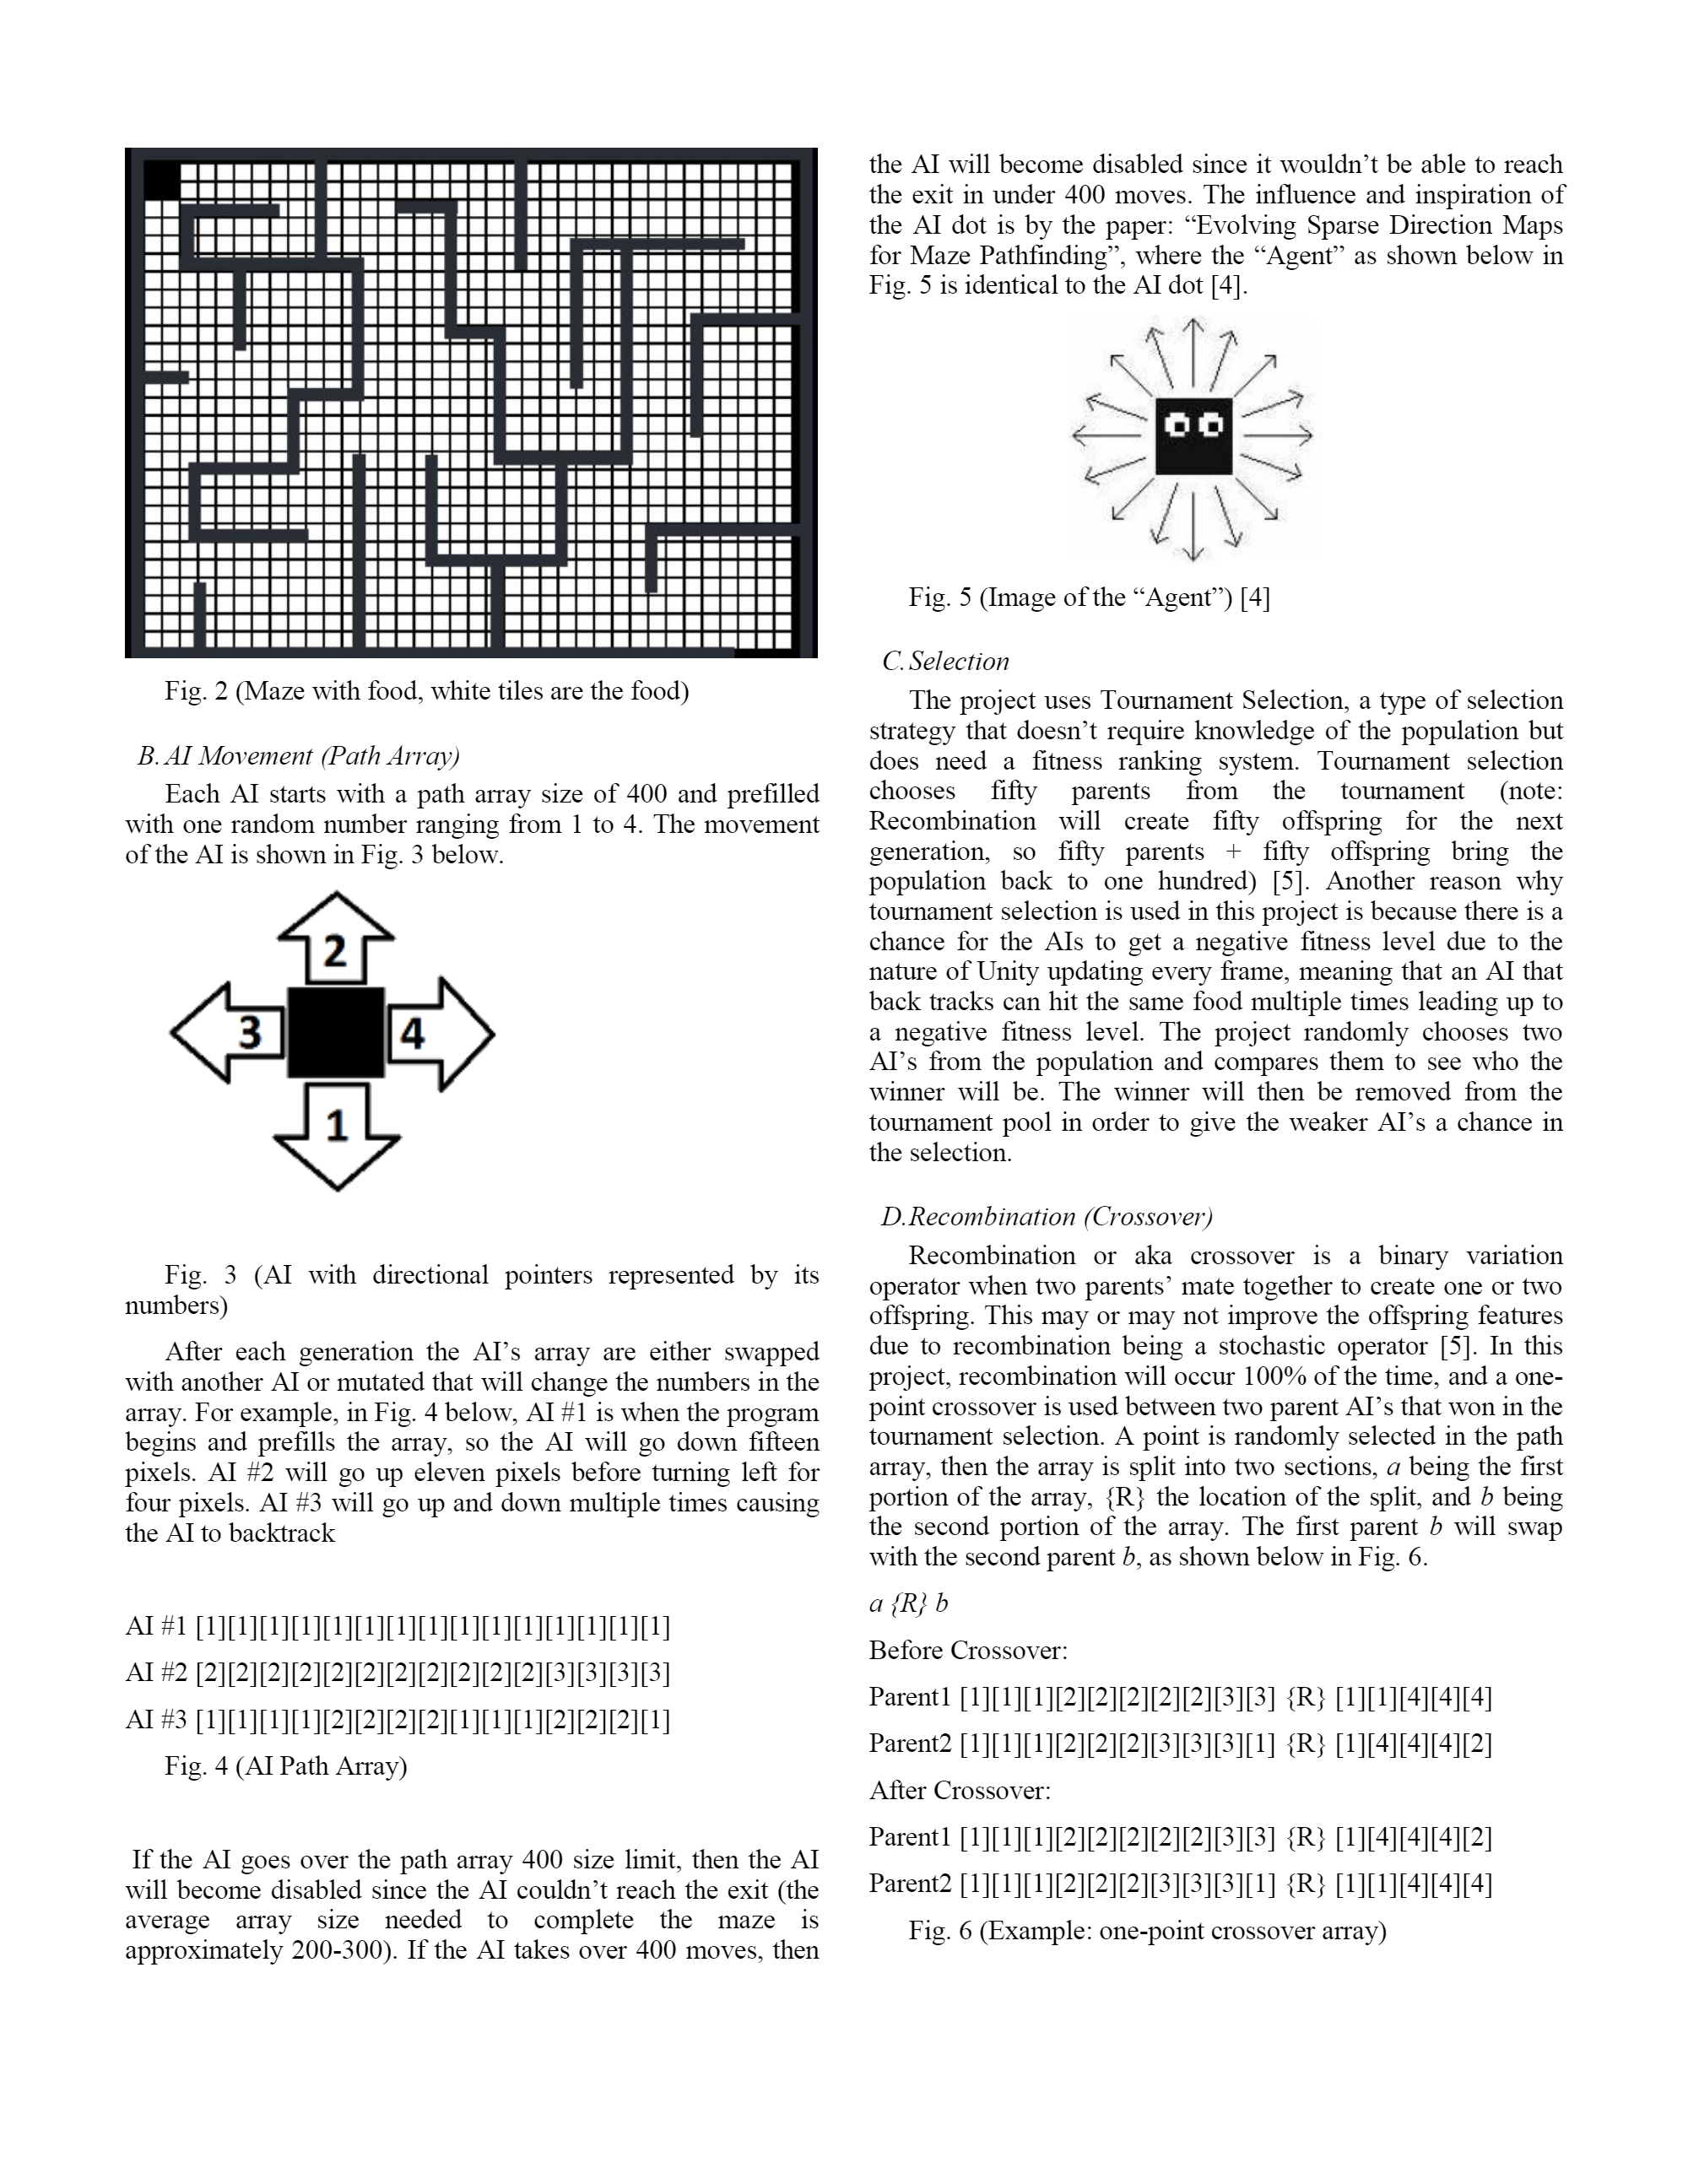 Fig. 2 (Maze with food, white tiles are the food)
B. AI Movement (Path Array)
Each AI starts with a path array size of 400 and prefilled
with one random number ranging from 1 to 4. The movement
of the AI is shown in Fig. 3 below.
2
3
4
1
Fig. 3 (AI with directional pointers represented by its
numbers)
After each generation the AI’s array are either swapped
with another AI or mutated that will change the numbers in the
array. For example, in Fig. 4 below, AI #1 is when the program
begins and prefills the array, so the AI will go down fifteen
pixels. AI #2 will go up eleven pixels before turning left for
four pixels. AI #3 will go up and down multiple times causing
the AI to backtrack
AI #1 [1][1][1][1][1][1][1][1][1][1][1][1][1][1][1]
AI #2 [2][2][2][2][2][2][2][2][2][2][2][3][3][3][3]
AI #3 [1][1][1][1][2][2][2][2][1][1][1][2][2][2][1]
Fig. 4 (AI Path Array)
If the AI goes over the path array 400 size limit, then the AI
will become disabled since the AI couldn’t reach the exit (the
average array size needed to complete the maze is
approximately 200-300). If the AI takes over 400 moves, then
the AI will become disabled since it wouldn’t be able to reach
the exit in under 400 moves. The influence and inspiration of
the AI dot is by the paper: “Evolving Sparse Direction Maps
for Maze Pathfinding”, where the “Agent” as shown below in
Fig. 5 is identical to the AI dot [4].
Fig. 5 (Image of the “Agent”) [4]
C. Selection
The project uses Tournament Selection, a type of selection
strategy that doesn’t require knowledge of the population but
does need a fitness ranking system. Tournament selection
chooses fifty parents from the tournament (note:
Recombination will create fifty offspring for the next
generation, so fifty parents + fifty offspring bring the
population back to one hundred) [5]. Another reason why
tournament selection is used in this project is because there is a
chance for the AIs to get a negative fitness level due to the
nature of Unity updating every frame, meaning that an AI that
back tracks can hit the same food multiple times leading up to
a negative fitness level. The project randomly chooses two
AI’s from the population and compares them to see who the
winner will be. The winner will then be removed from the
tournament pool in order to give the weaker AI’s a chance in
the selection.
D. Recombination (Crossover)
Recombination or aka crossover is a binary variation
operator when two parents’ mate together to create one or two
offspring. This may or may not improve the offspring features
due to recombination being a stochastic operator [5]. In this
project, recombination will occur 100% of the time, and a one-
point crossover is used between two parent AI’s that won in the
tournament selection. A point is randomly selected in the path
array, then the array is split into two sections, a being the first
portion of the array, {R} the location of the split, and b being
the second portion of the array. The first parent b will swap
with the second parent b, as shown below in Fig. 6.
a {R} b
Before Crossover:
Parent1 [1][1][1][2][2][2][2][2][3][3] {R} [1][1][4][4][4]
Parent2 [1][1][1][2][2][2][3][3][3][1] {R} [1][4][4][4][2]
After Crossover:
Parent1 [1][1][1][2][2][2][2][2][3][3] {R} [1][4][4][4][2]
Parent2 [1][1][1][2][2][2][3][3][3][1] {R} [1][1][4][4][4]
Fig. 6 (Example: one-point crossover array)